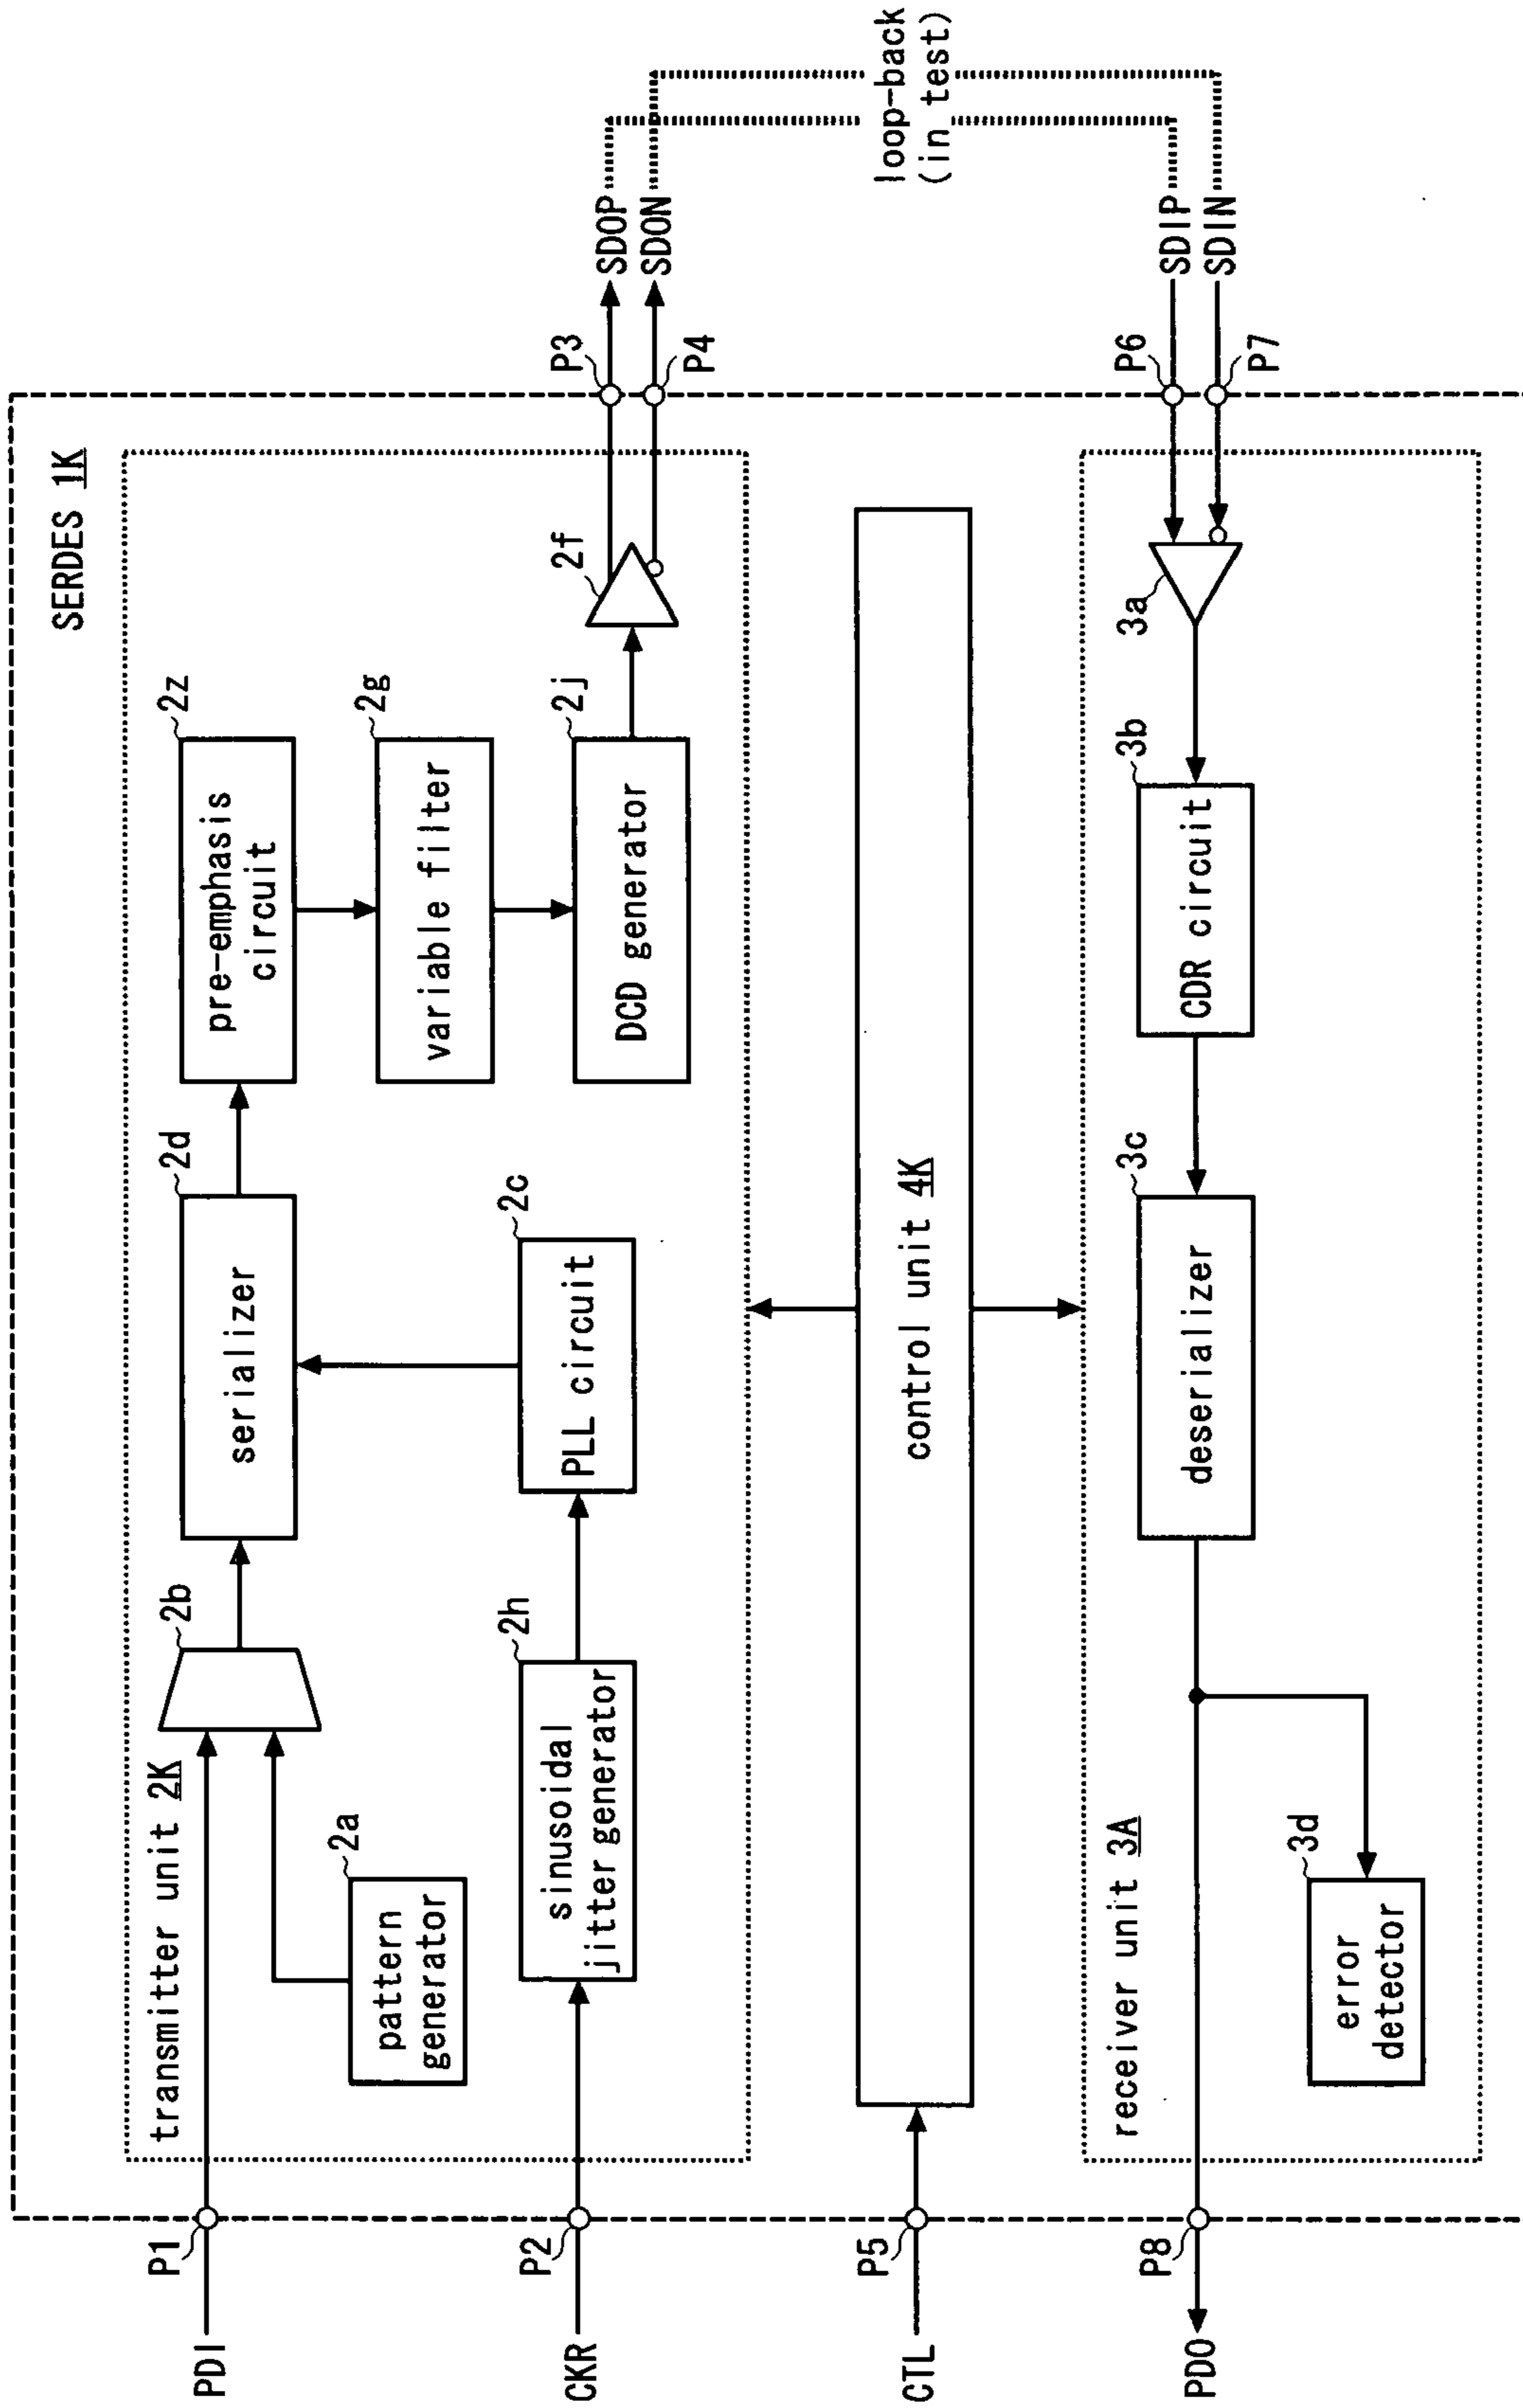 SERDES 1K
transmitter unit 2K
PDI
P1
2b
2d
serializer
2z
pre-emphasis
circuit
2a
pattern
generator
2g
variable filter
CKR
P2
2h
sinusoidal
jitter generator
2c
PLL circuit
2j
DCD generator
2f
P3
SDOP
P4
SDON
loop-back
(in test)
CTL
P5
control unit 4K
receiver unit 3A
PDO
P8
3c
deserializer
3b
CDR circuit
3a
P6
SDIP
P7
SDIN
3d
error
detector